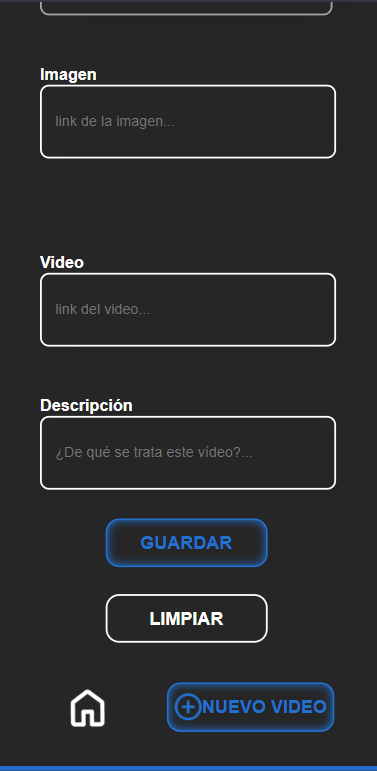 Imagen
link de la imagen...
Video
link del video...
Descripción
¿De qué se trata este vídeo?...
GUARDAR
LIMPIAR
NUEVO VIDEO